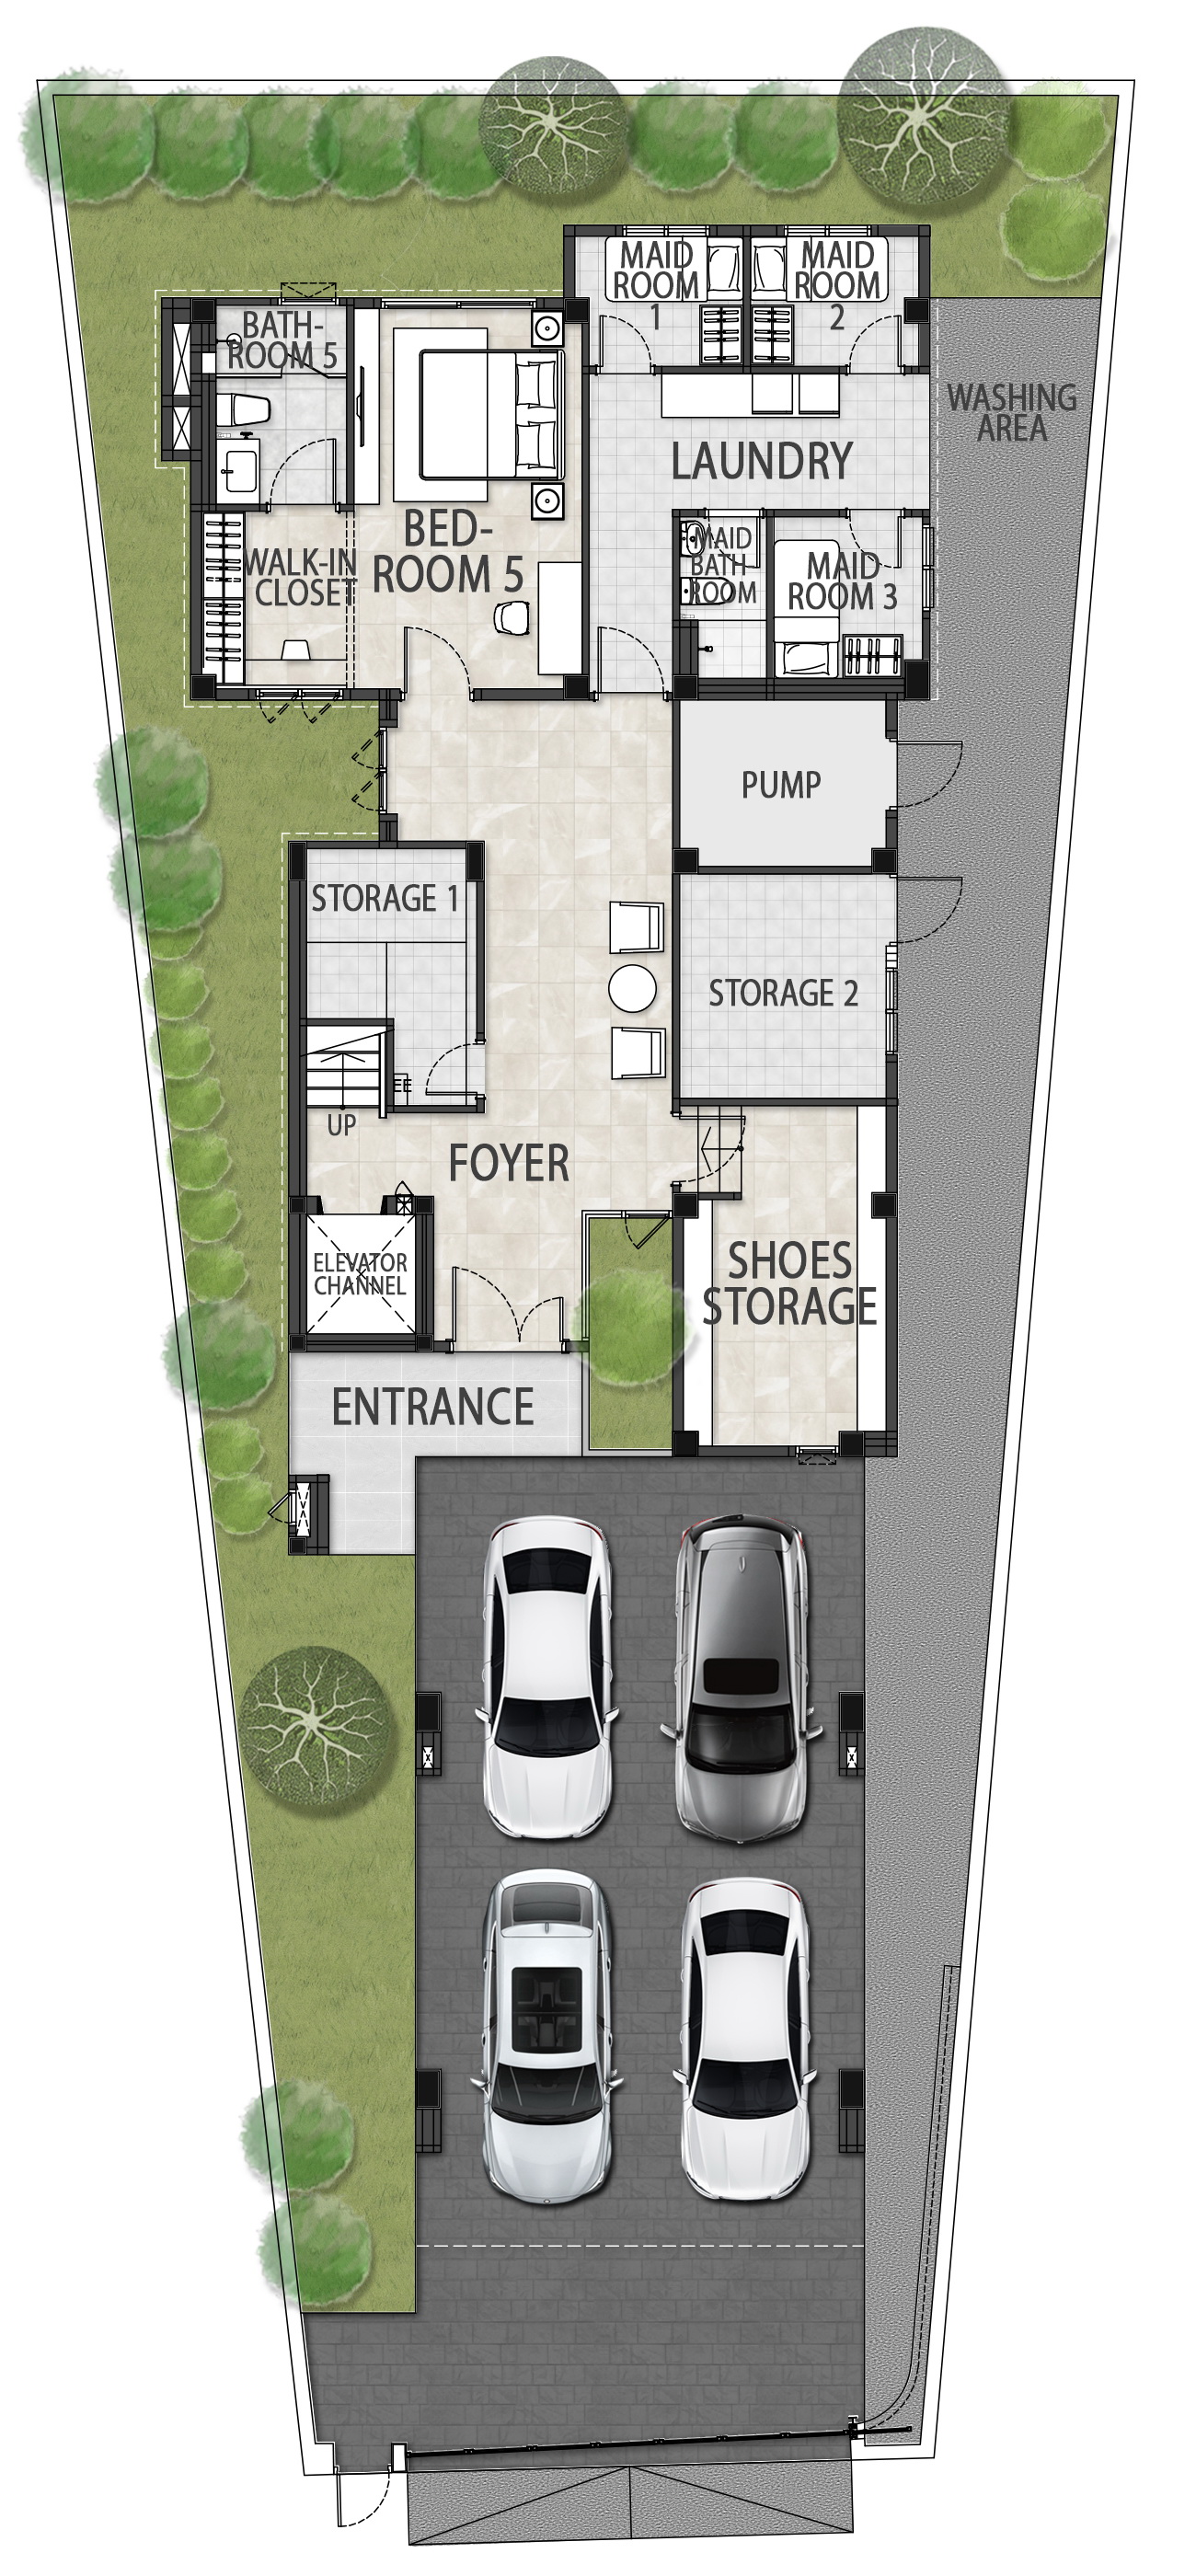 MAID
ROOM
1
MAID
ROOM
2
BATH-
ROOM 5
WASHING
AREA
LAUNDRY
BED-
ROOM 5
WALK-IN
CLOSET
MAID
BATH
ROOM
MAID
ROOM 3
PUMP
STORAGE 1
STORAGE 2
EE
UP
FOYER
ELEVATOR
CHANNEL
SHOES
STORAGE
ENTRANCE